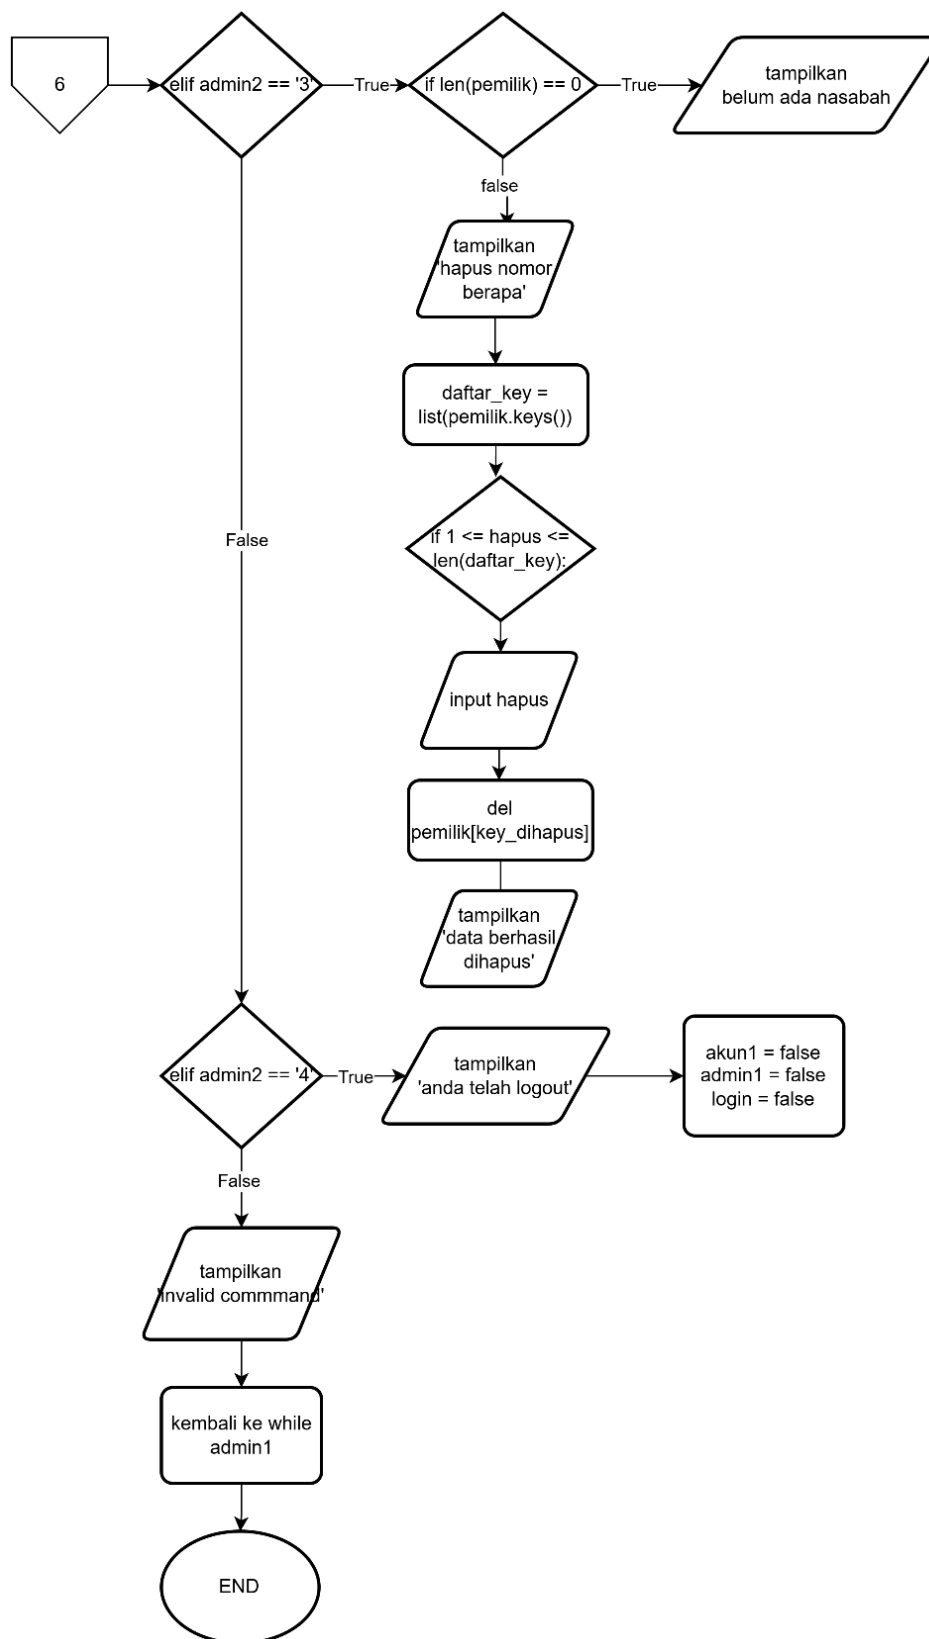 6
elif admin2 == '3'
True
if len(pemilik) == 0
True
tampilkan
belum ada nasabah
false
tampilkan
'hapus nomor
berapa'
daftar_key =
list(pemilik.keys())
if 1 <= hapus <=
len(daftar_key):
False
input hapus
del
pemilik[key_dihapus]
tampilkan
'data berhasil
dihapus'
elif admin2 == '4'
True
tampilkan
'anda telah logout'
akun1 = false
admin1 = false
login = false
False
tampilkan
'invalid commmand'
kembali ke while
admin1
END